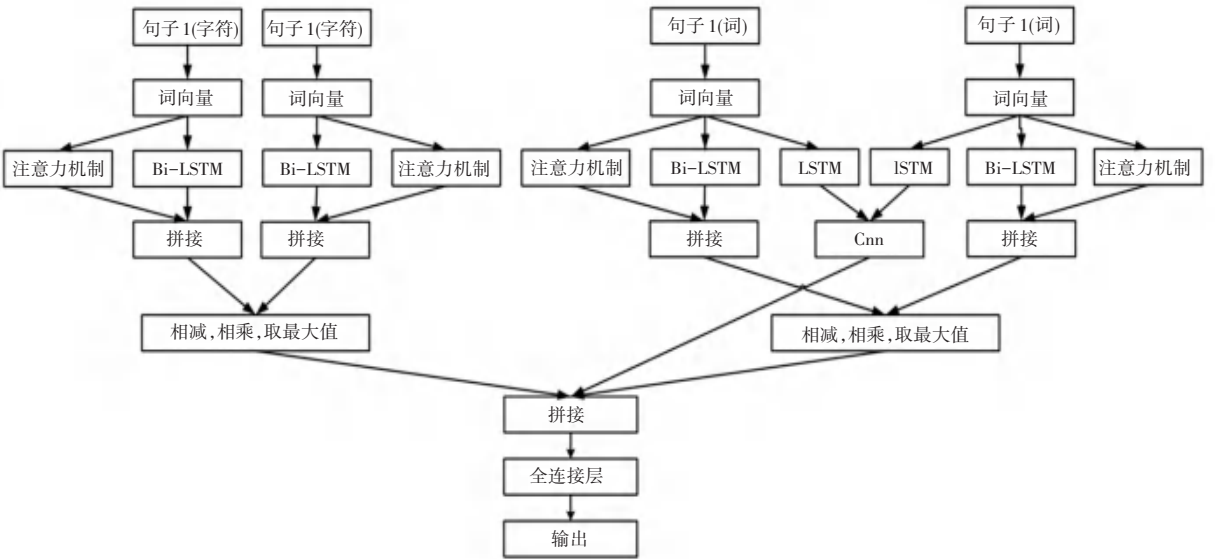 句子1(字符)
句子1(字符)
句子1(词)
句子1(词)
词向量
词向量
词向量
词向量
注意力机制
Bi-LSTM
Bi-LSTM
注意力机制
注意力机制
Bi-LSTM
LSTM
lSTM
Bi-LSTM
注意力机制
拼接
拼接
拼接
Cnn
拼接
相减,相乘,取最大值
相减,相乘,取最大值
拼接
全连接层
输出